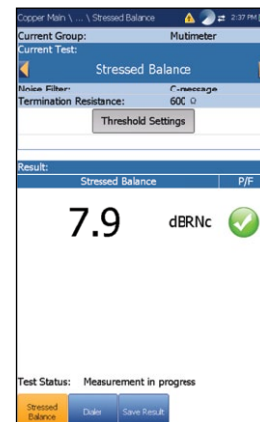 Copper Main \ ... \ Stressed Balance 2:37 PM
Current Group: Mutimeter
Current Test:
Stressed Balance
Noise Filter: C-message
Termination Resistance: 600 Ω
Threshold Settings
Result:
Stressed Balance P/F
7.9 dBRNc
Test Status: Measurement in progress
Stressed Balance Dialer Save Result